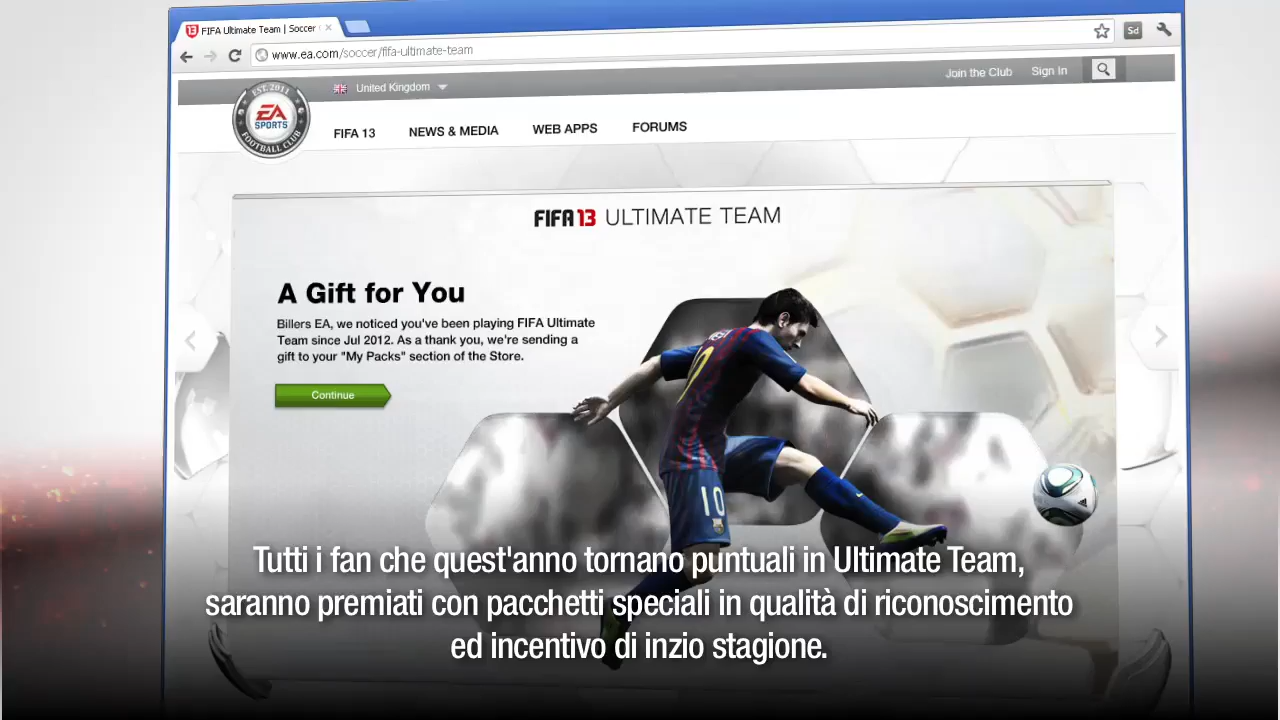 FIFA Ultimate Team | Soccer
www.ea.com/soccer/fifa-ultimate-team
Sd
Join the Club Sign In
United Kingdom
EST. 2011
EA
SPORTS
FOOTBALL CLUB
FIFA 13 NEWS & MEDIA WEB APPS FORUMS
FIFA 13 ULTIMATE TEAM
A Gift for You
Billers EA, we noticed you've been playing FIFA Ultimate
Team since Jul 2012. As a thank you, we're sending a
gift to your "My Packs" section of the Store.
Continue
10
10
Tutti i fan che quest'anno tornano puntuali in Ultimate Team,
saranno premiati con pacchetti speciali in qualità di riconoscimento
ed incentivo di inzio stagione.